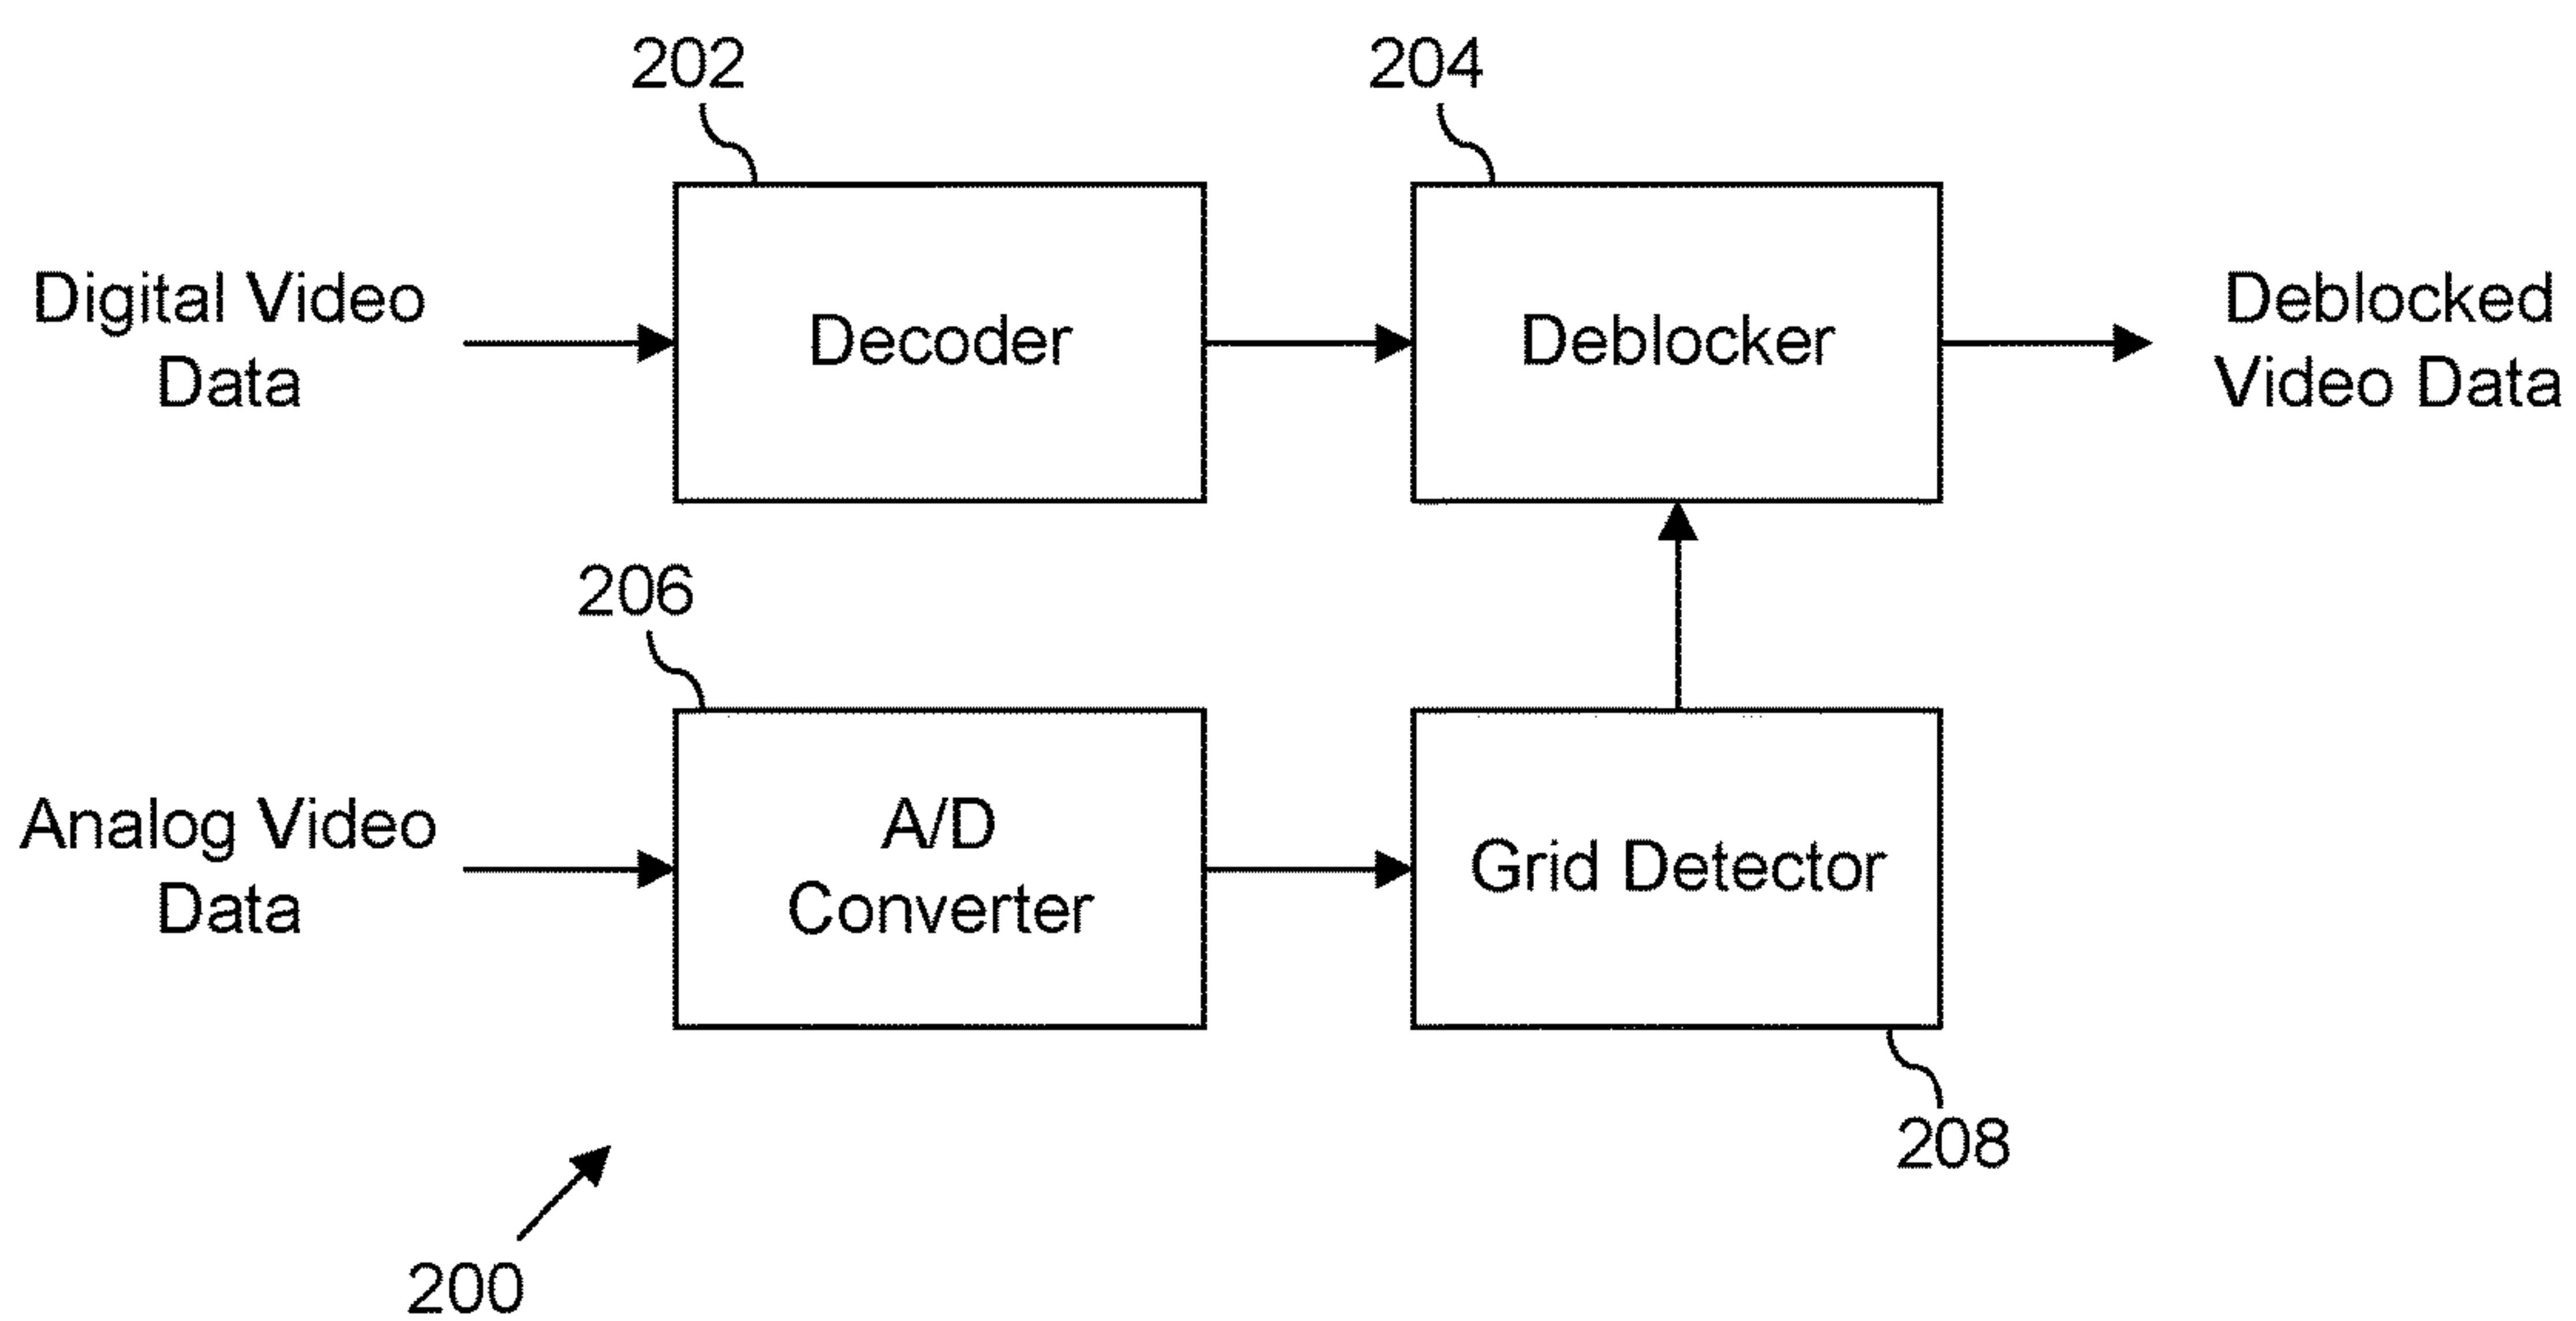 202
204
Digital Video
Data
Decoder
Deblocker
Deblocked
Video Data
206
Analog Video
Data
A/D
Converter
Grid Detector
208
200